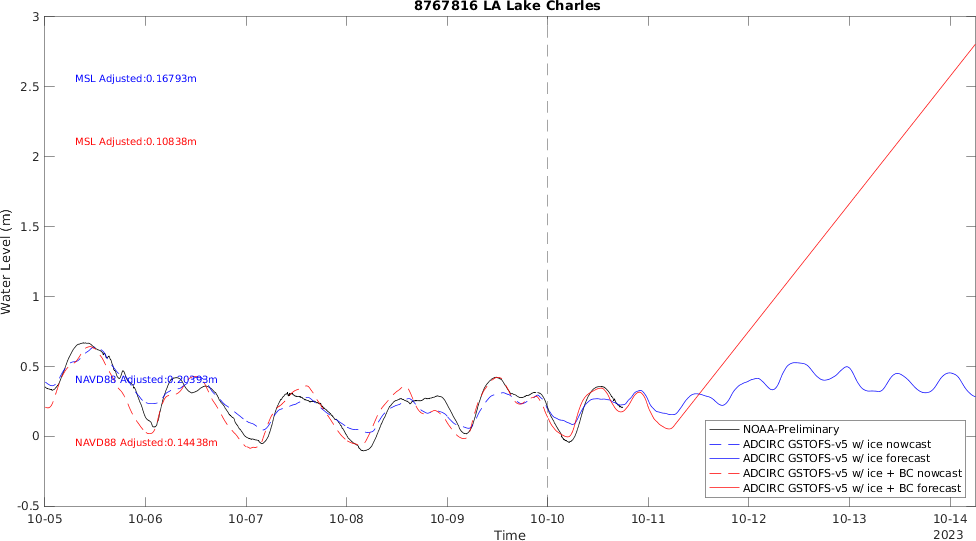 8767816 LA Lake Charles
3
2.5
2
1.5
1
0.5
0
-0.5
Water Level (m)
MSL Adjusted:0.16793m
MSL Adjusted:0.10838m
NAVD88 Adjusted:0.20393m
NAVD88 Adjusted:0.14438m
NOAA-Preliminary
ADCIRC GSTOFS-v5 w/ ice nowcast
ADCIRC GSTOFS-v5 w/ ice forecast
ADCIRC GSTOFS-v5 w/ ice + BC nowcast
ADCIRC GSTOFS-v5 w/ ice + BC forecast
10-05 10-06 10-07 10-08 10-09 10-10 10-11 10-12 10-13 10-14
Time
2023